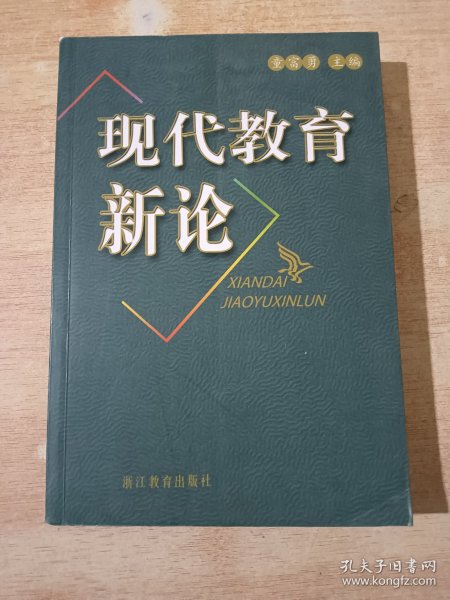 童富勇 主编
现代教育
新论
XIANDAI
JIAOYUXINLUN
浙江教育出版社
孔夫子旧书网
www.kongfz.com